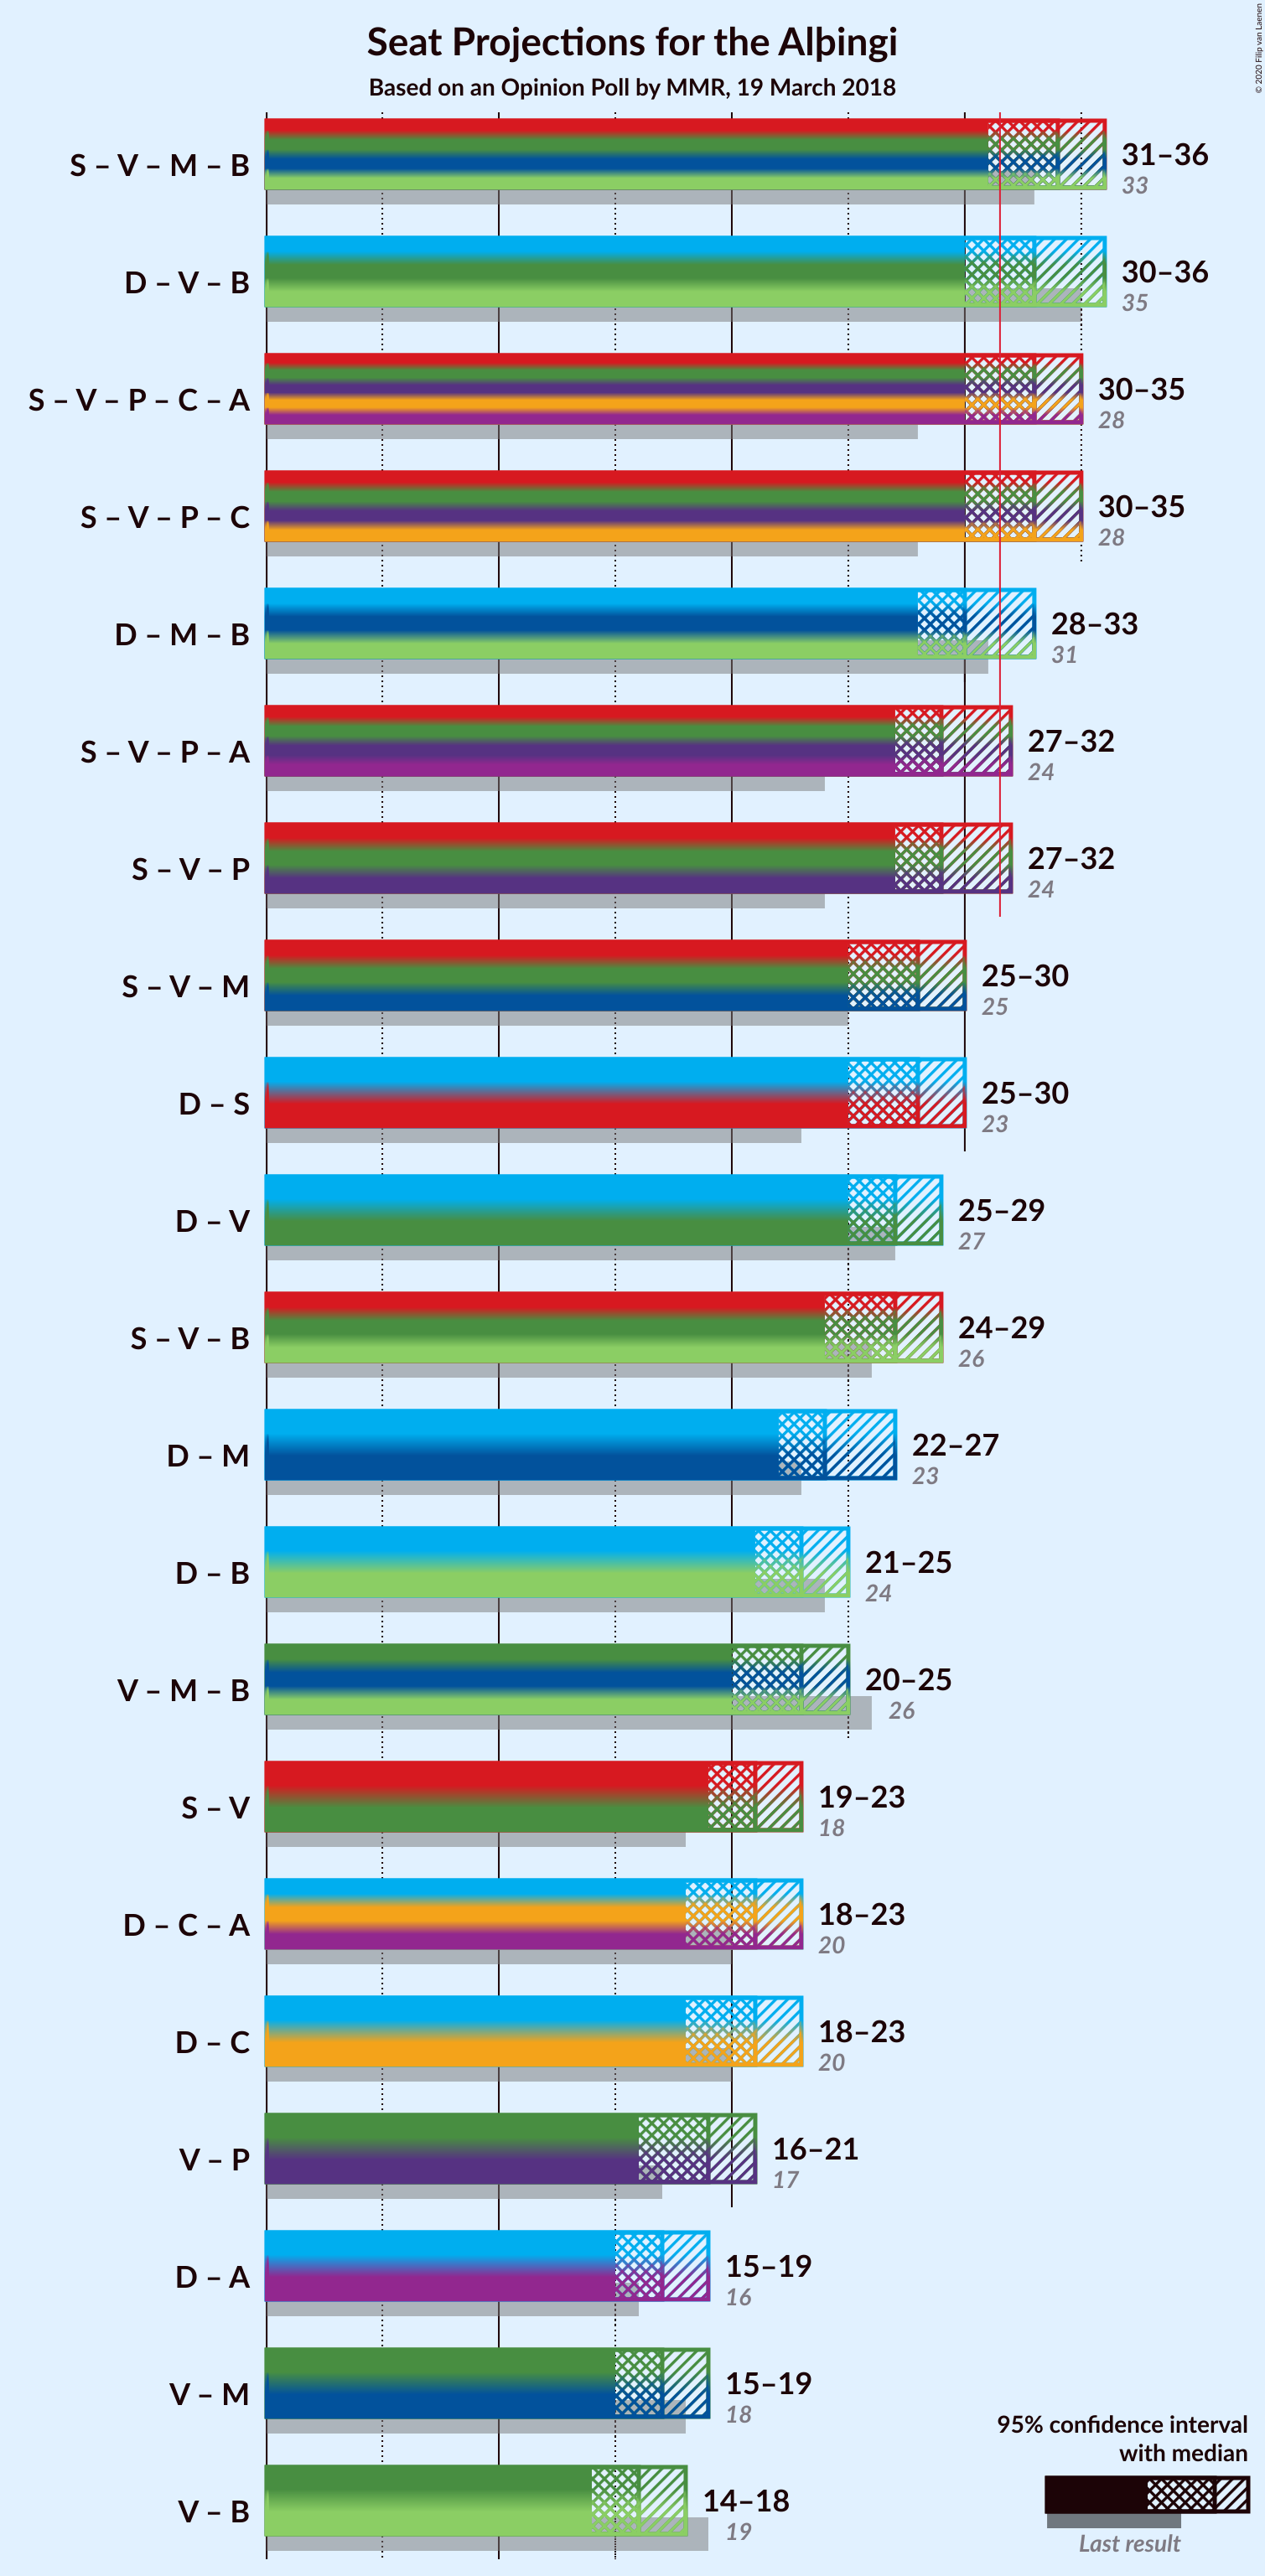 Seat Projections for the Alþingi
Based on an Opinion Poll by MMR, 19 March 2018
© 2020 Filip van Laenen
S – V – M – B
31–36
33
D – V – B
30–36
35
S – V – P – C – A
30–35
28
S – V – P – C
30–35
28
D – M – B
28–33
31
S – V – P – A
27–32
24
S – V – P
27–32
24
S – V – M
25–30
25
D – S
25–30
23
D – V
25–29
27
S – V – B
24–29
26
D – M
22–27
23
D – B
21–25
24
V – M – B
20–25
26
S – V
19–23
18
D – C – A
18–23
20
D – C
18–23
20
V – P
16–21
17
D – A
15–19
16
V – M
15–19
18
V – B
14–18
19
95% confidence interval
with median
Last result